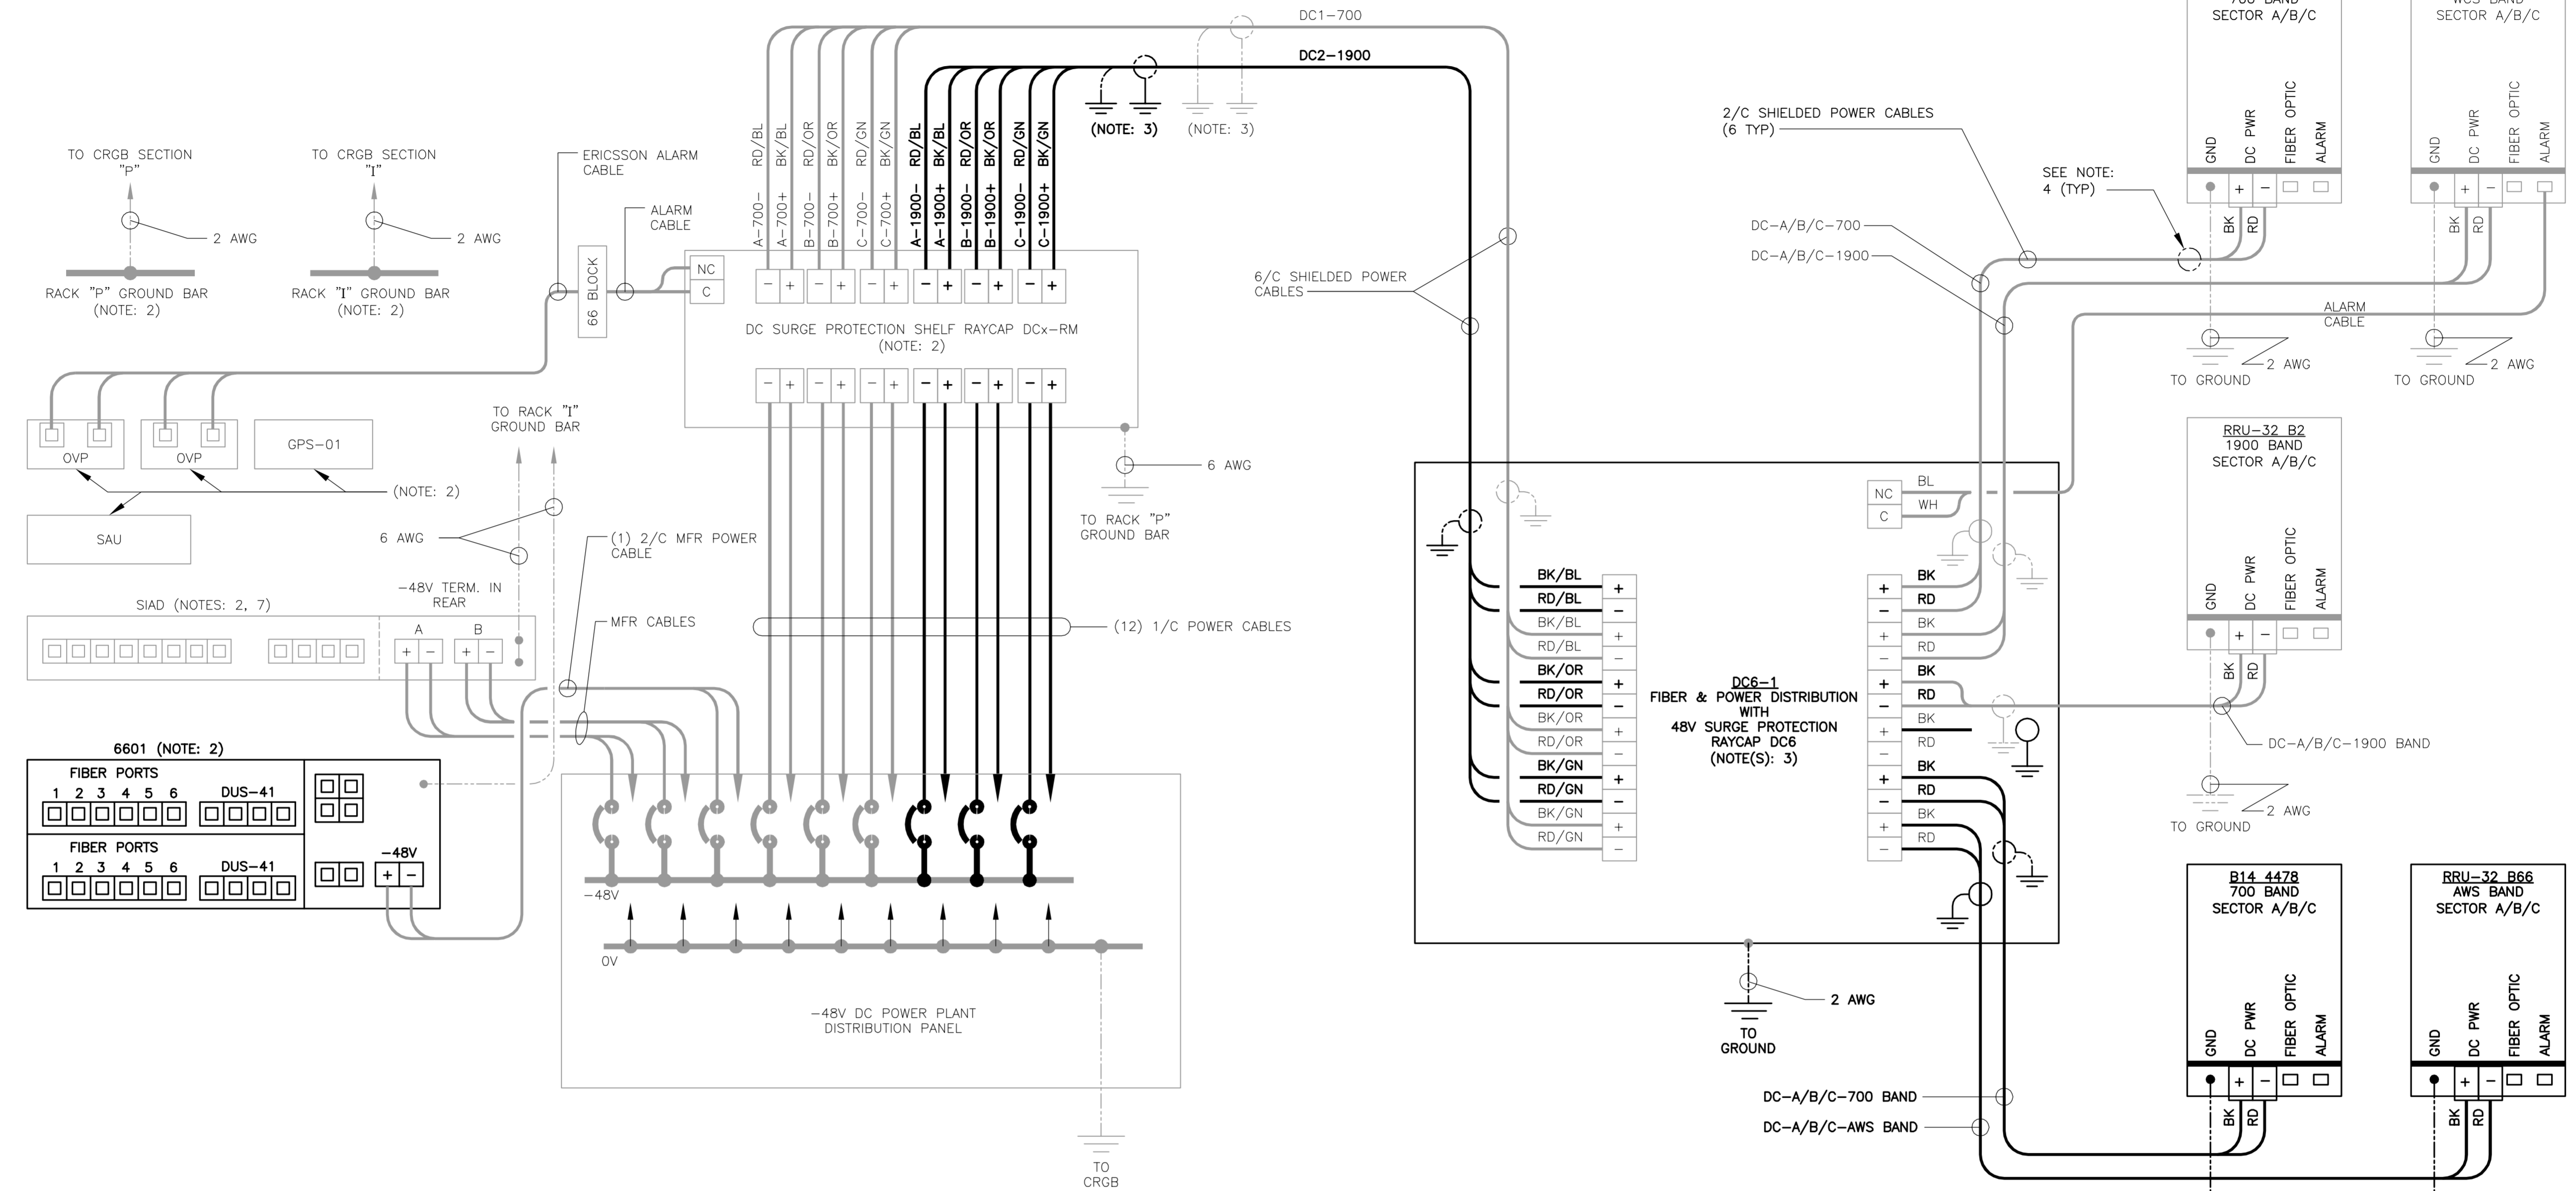 DC1-700
DC2-1900
(NOTE: 3)
(NOTE: 3)
A-700- RD/BL
A-700+ BK/BL
B-700- RD/OR
B-700+ BK/OR
C-700- RD/GN
C-700+ BK/GN
A-1900- RD/BL
A-1900+ BK/BL
B-1900- RD/OR
B-1900+ BK/OR
C-1900- RD/GN
C-1900+ BK/GN
TO CRGB SECTION
"P"
2 AWG
RACK "P" GROUND BAR
(NOTE: 2)
TO CRGB SECTION
"I"
2 AWG
RACK "I" GROUND BAR
(NOTE: 2)
ERICSSON ALARM
CABLE
ALARM
CABLE
66 BLOCK
NC
C
- + - + - + - + - + - +
DC SURGE PROTECTION SHELF RAYCAP DCx-RM
(NOTE: 2)
- + - + - + - + - + - +
6 AWG
TO RACK "P"
GROUND BAR
OVP
OVP
GPS-01
(NOTE: 2)
SAU
TO RACK "I"
GROUND BAR
6 AWG
(1) 2/C MFR POWER
CABLE
MFR CABLES
(12) 1/C POWER CABLES
-48V TERM. IN
REAR
SIAD (NOTES: 2, 7)
A
B
+ - + -
6601 (NOTE: 2)
FIBER PORTS
1 2 3 4 5 6
DUS-41
FIBER PORTS
1 2 3 4 5 6
DUS-41
-48V
+ -
-48V
0V
-48V DC POWER PLANT
DISTRIBUTION PANEL
TO
CRGB
6/C SHIELDED POWER
CABLES
2/C SHIELDED POWER CABLES
(6 TYP)
SEE NOTE:
4 (TYP)
DC-A/B/C-700
DC-A/B/C-1900
BK/BL +
RD/BL -
BK/BL +
RD/BL -
BK/OR +
RD/OR -
BK/OR +
RD/OR -
BK/GN +
RD/GN -
BK/GN +
RD/GN -
DC6-1
FIBER & POWER DISTRIBUTION
WITH
48V SURGE PROTECTION
RAYCAP DC6
(NOTE(S): 3)
NC BL
C WH
+ BK
- RD
+ BK
- RD
+ BK
- RD
+ BK
- RD
+ BK
- RD
+ BK
- RD
2 AWG
TO
GROUND
DC-A/B/C-700 BAND
DC-A/B/C-AWS BAND
SECTOR A/B/C
GND
DC PWR
FIBER OPTIC
ALARM
+ -
BK
RD
2 AWG
TO GROUND
SECTOR A/B/C
GND
DC PWR
FIBER OPTIC
ALARM
+ -
BK
RD
ALARM
CABLE
2 AWG
TO GROUND
RRU-32 B2
1900 BAND
SECTOR A/B/C
GND
DC PWR
FIBER OPTIC
ALARM
+ -
BK
RD
DC-A/B/C-1900 BAND
2 AWG
TO GROUND
B14 4478
700 BAND
SECTOR A/B/C
GND
DC PWR
FIBER OPTIC
ALARM
+ -
BK
RD
RRU-32 B66
AWS BAND
SECTOR A/B/C
GND
DC PWR
FIBER OPTIC
ALARM
+ -
BK
RD